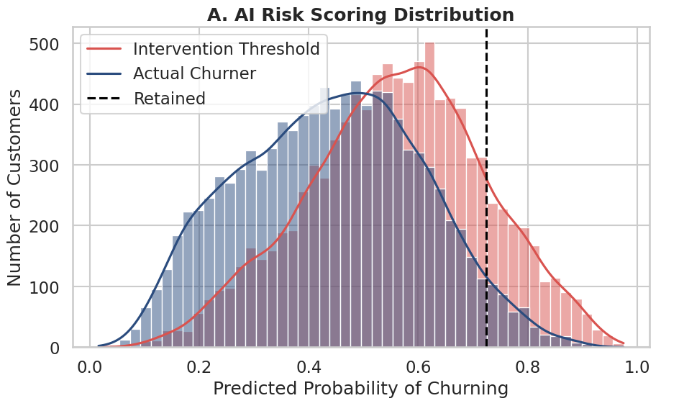 A. AI Risk Scoring Distribution
Intervention Threshold
Actual Churner
Retained
500
400
300
200
100
0
Number of Customers
0.0 0.2 0.4 0.6 0.8 1.0
Predicted Probability of Churning